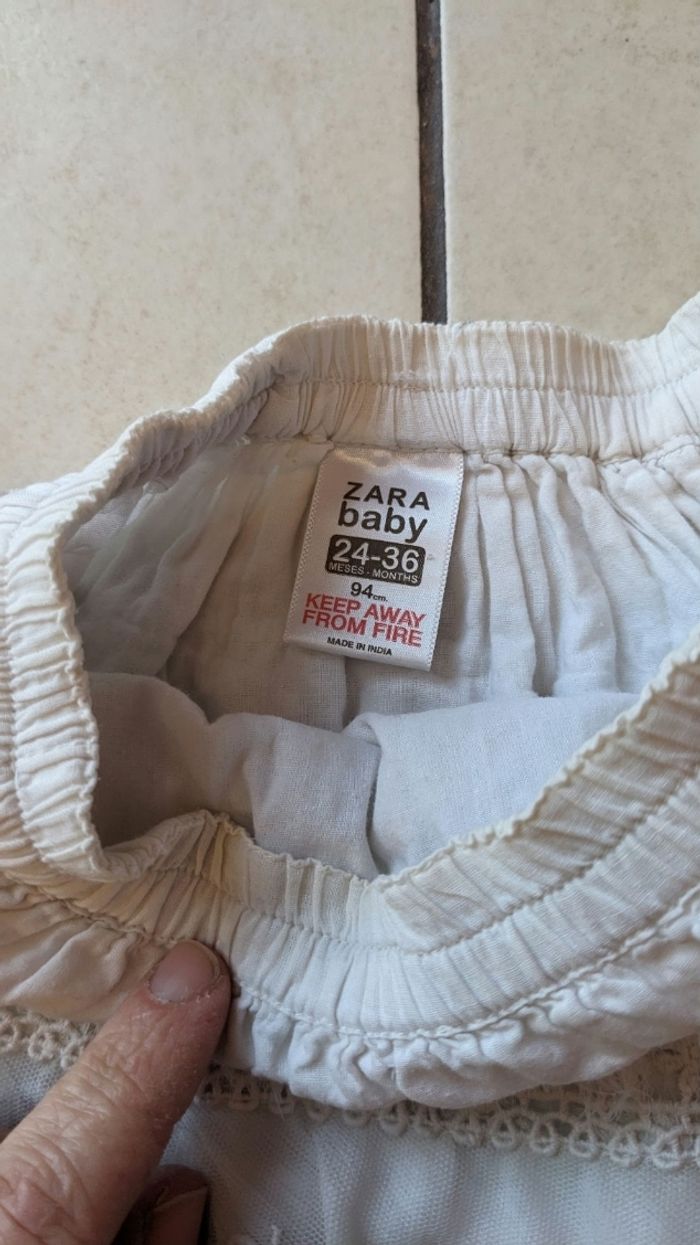 ZARA
baby
24-36
MESES - MONTHS
94cm.
KEEP AWAY
FROM FIRE
MADE IN INDIA